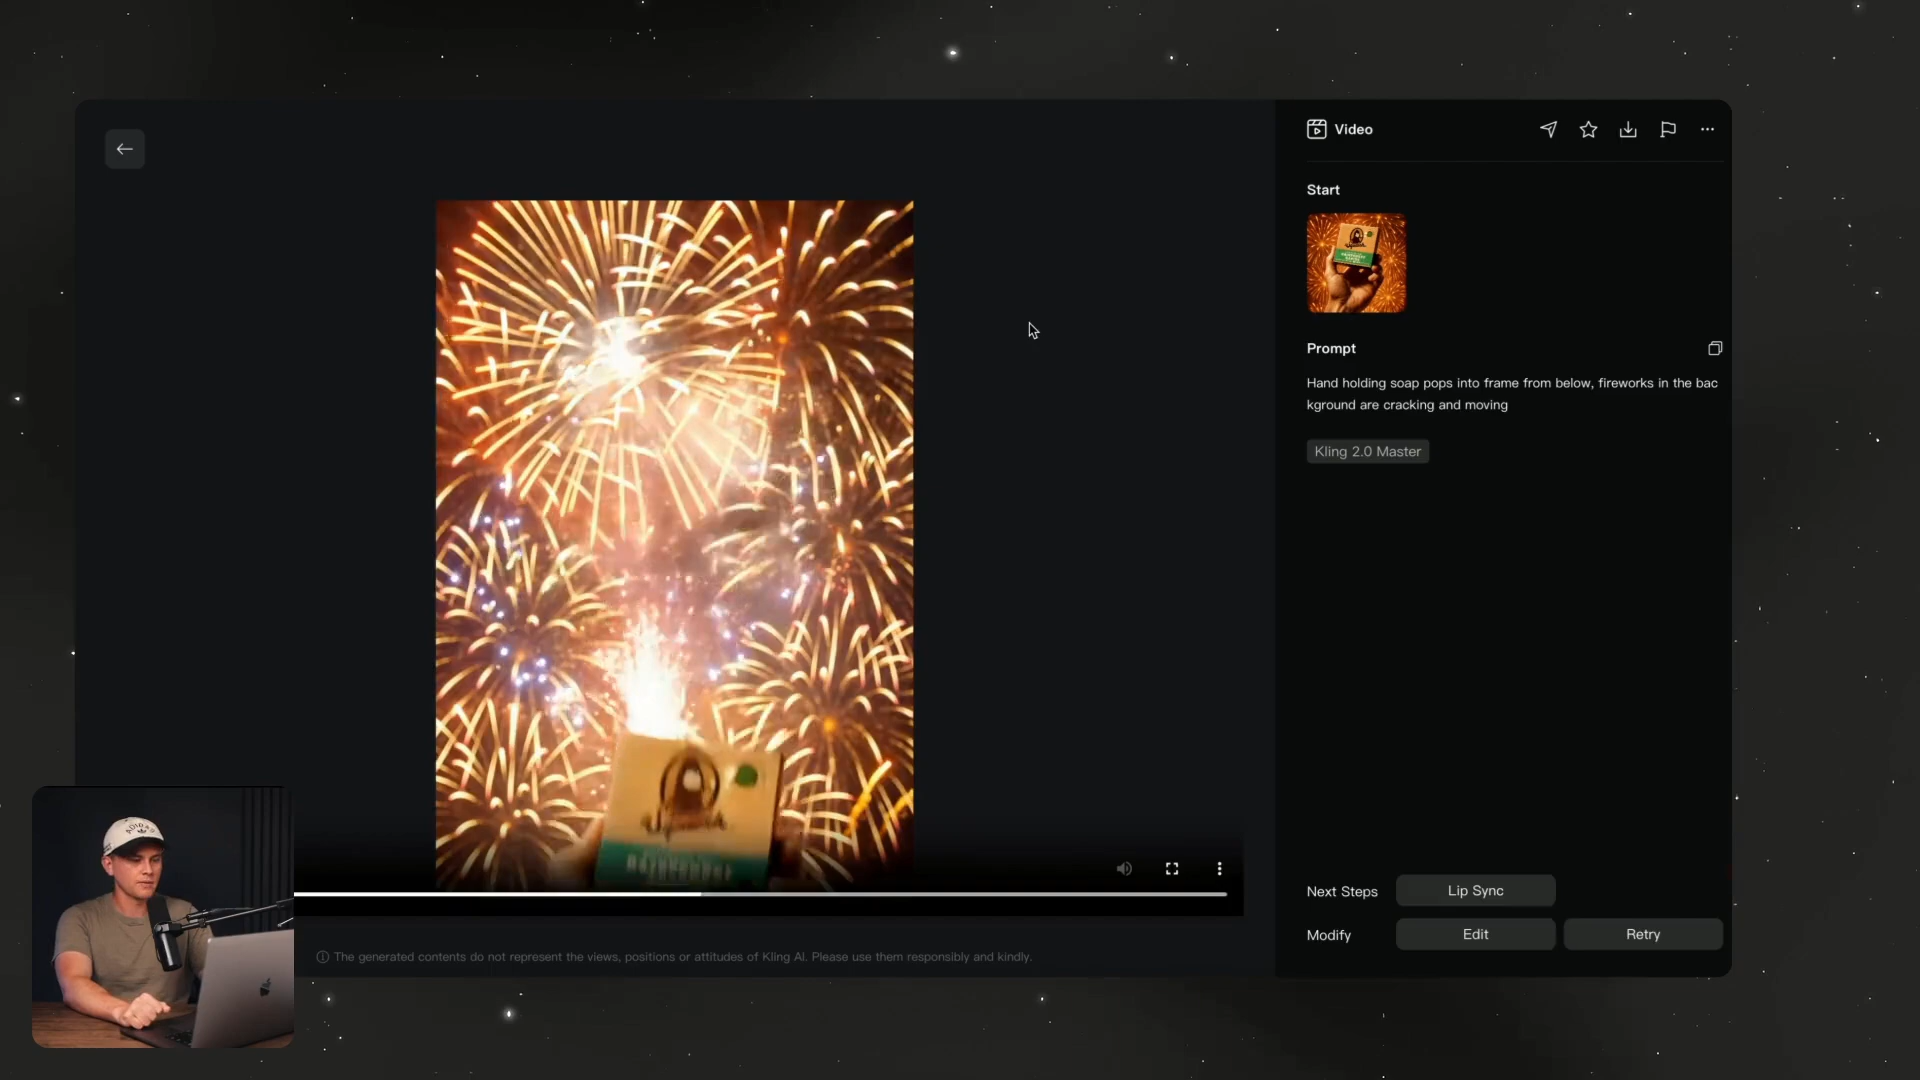 Video
Start
Prompt
Hand holding soap pops into frame from below, fireworks in the bac
kground are cracking and moving
Kling 2.0 Master
Next Steps
Lip Sync
Modify
Edit
Retry
The generated contents do not represent the views, positions or attitudes of Kling AI. Please use them responsibly and kindly.